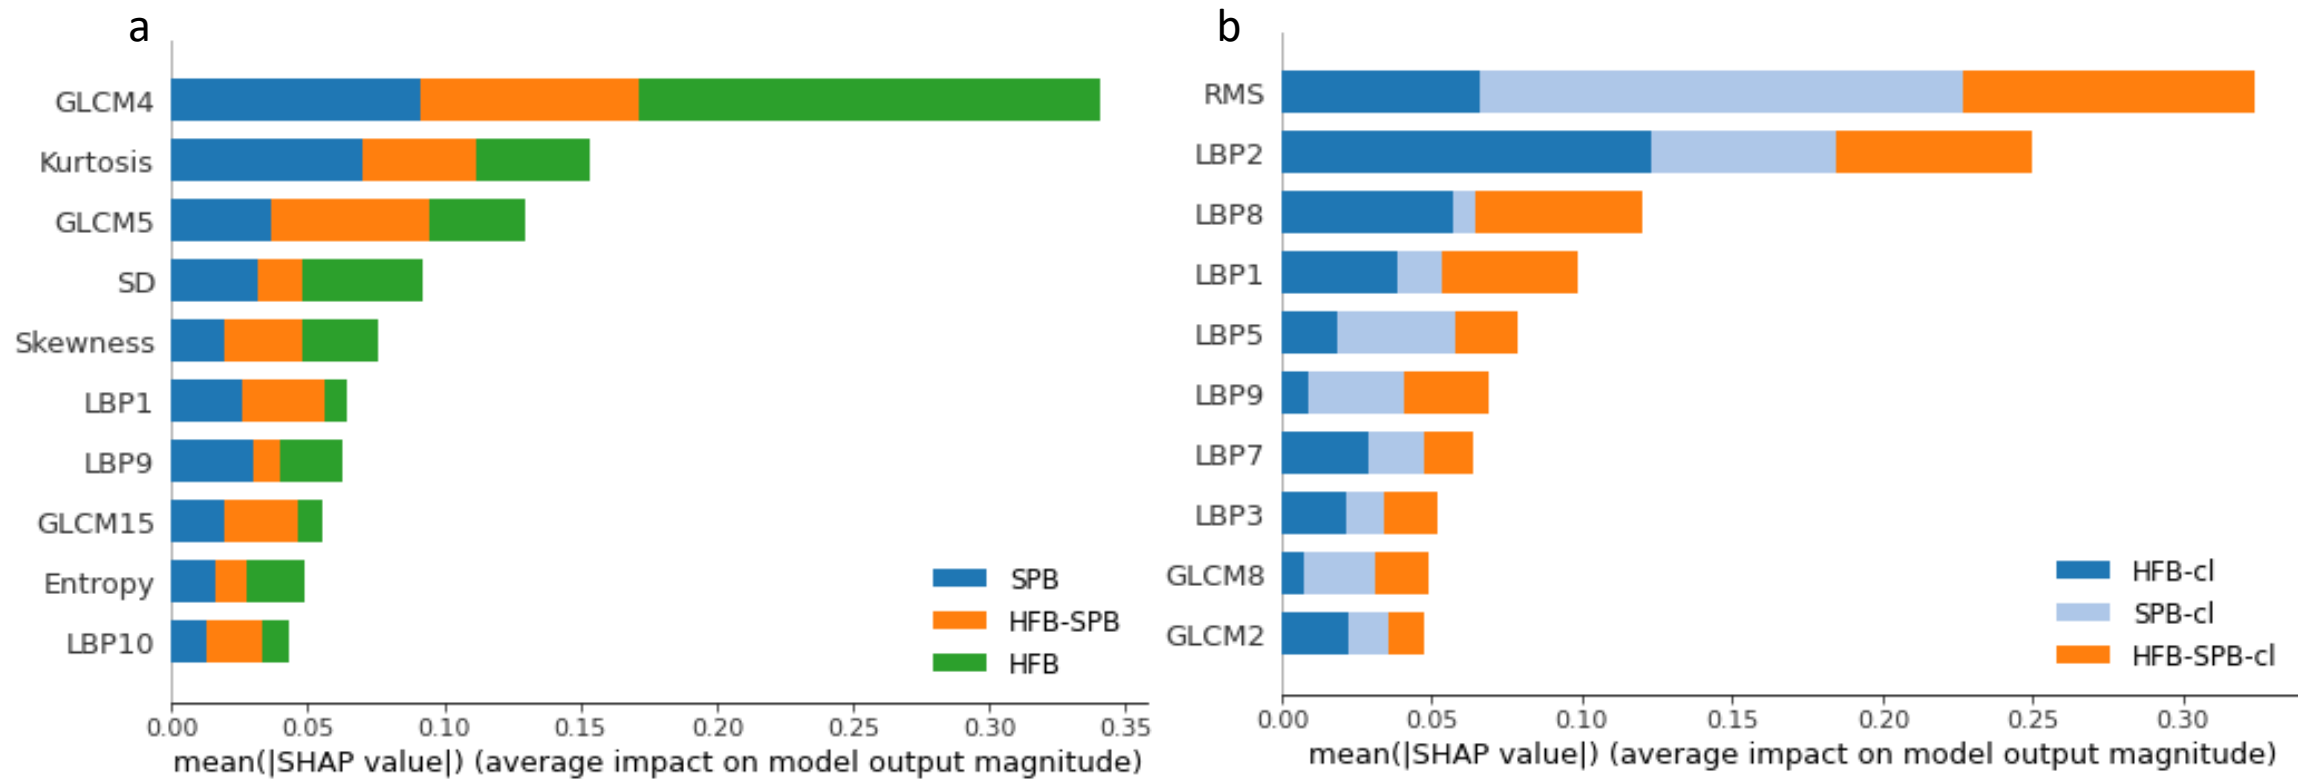 a
GLCM4
Kurtosis
GLCM5
SD
Skewness
LBP1
LBP9
GLCM15
Entropy
LBP10
SPB
HFB-SPB
HFB
0.00 0.05 0.10 0.15 0.20 0.25 0.30 0.35
mean(|SHAP value|) (average impact on model output magnitude)
b
RMS
LBP2
LBP8
LBP1
LBP5
LBP9
LBP7
LBP3
GLCM8
GLCM2
HFB-cl
SPB-cl
HFB-SPB-cl
0.00 0.05 0.10 0.15 0.20 0.25 0.30
mean(|SHAP value|) (average impact on model output magnitude)